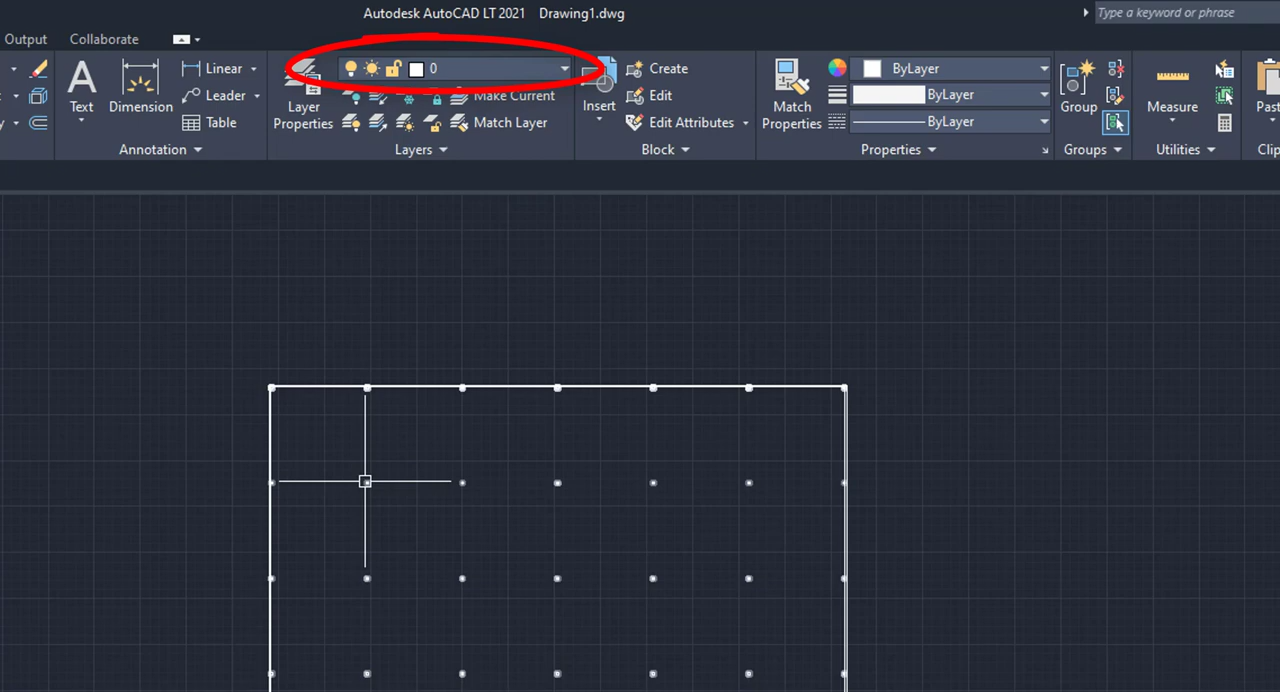 Autodesk AutoCAD LT 2021 Drawing1.dwg
Type a keyword or phrase
Output Collaborate
Linear
Leader
Table
Text
Dimension
Annotation
0
Layer
Properties
Make Current
Match Layer
Layers
Insert
Create
Edit
Edit Attributes
Block
Match
Properties
ByLayer
ByLayer
ByLayer
Properties
Group
Groups
Measure
Utilities